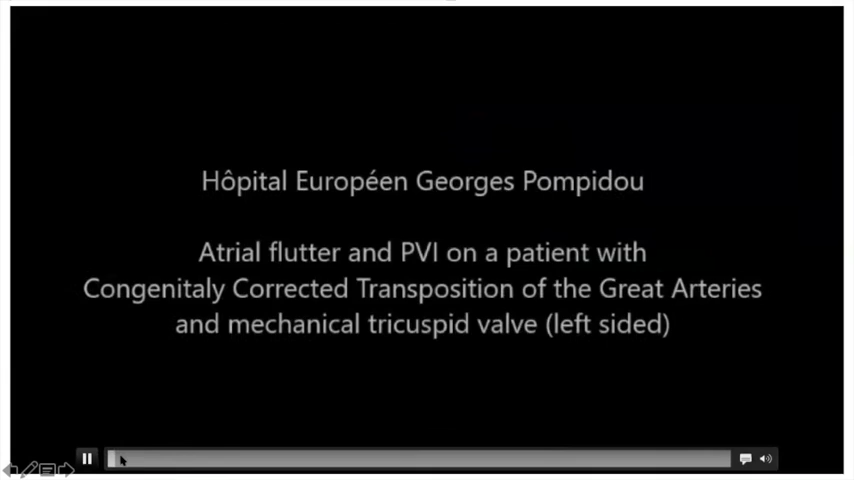 Hôpital Européen Georges Pompidou
Atrial flutter and PVI on a patient with
Congenitaly Corrected Transposition of the Great Arteries
and mechanical tricuspid valve (left sided)